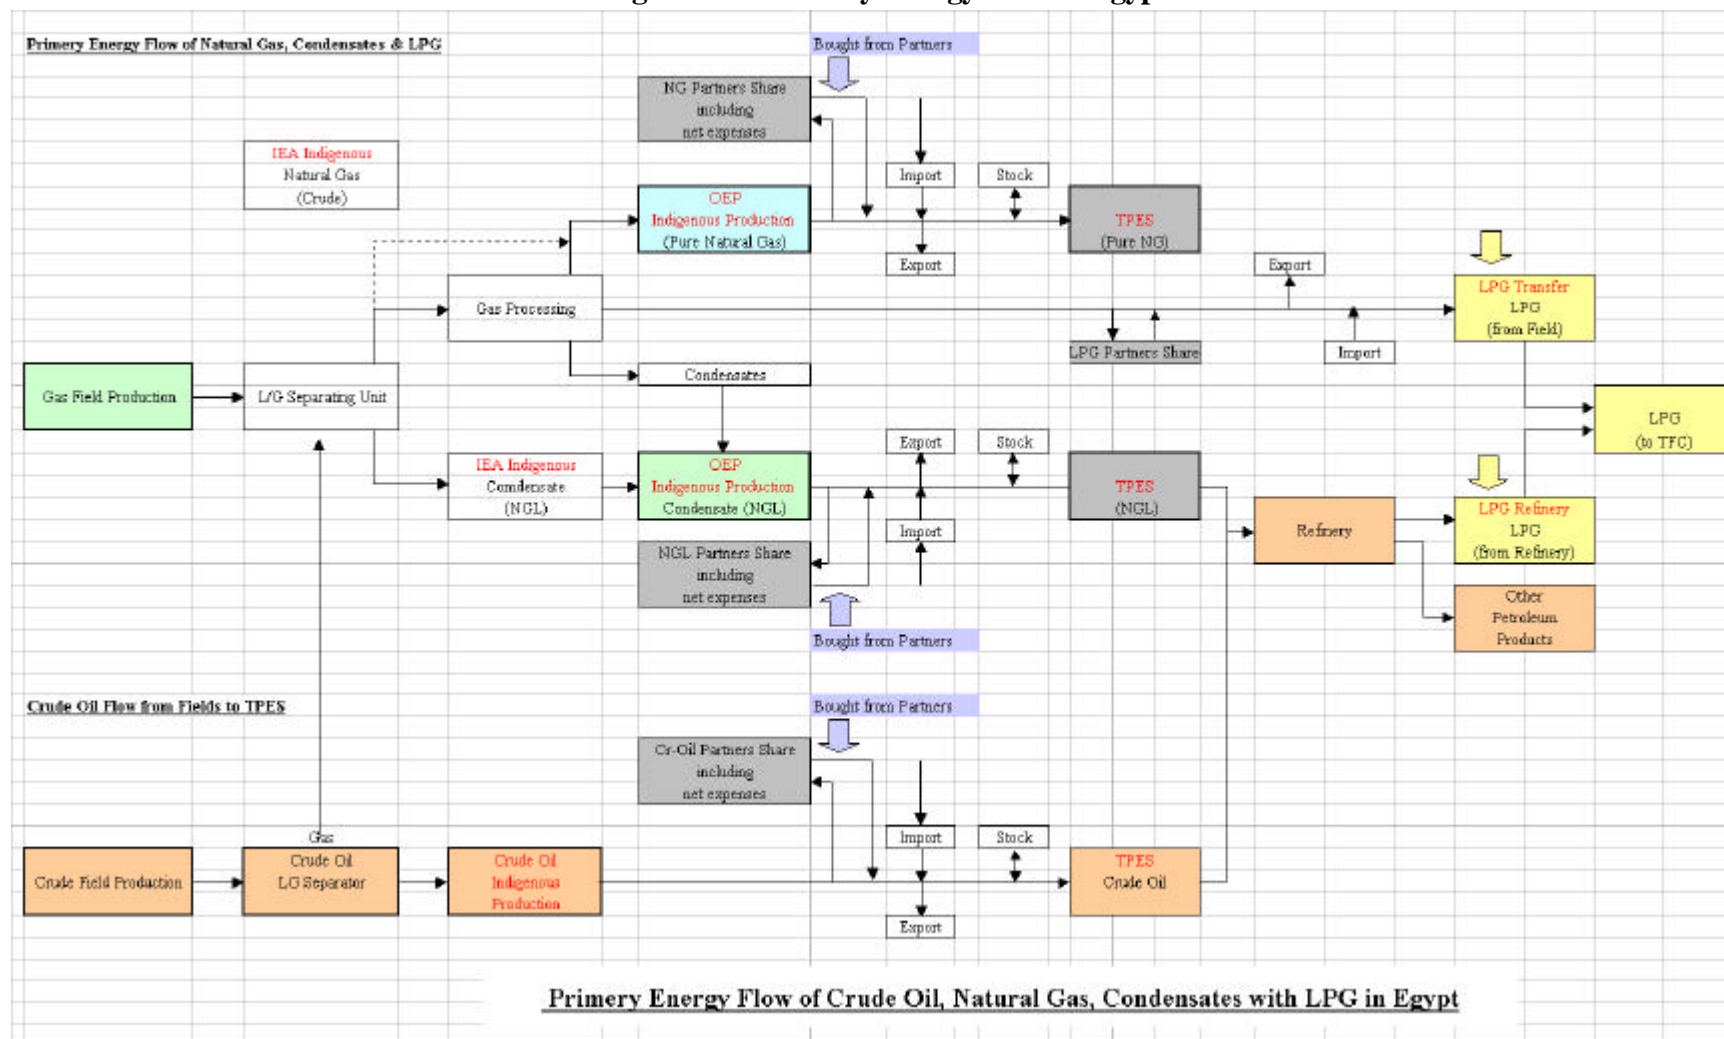 Primery Energy Flow of Natural Gas, Condensates & LPG
Bought from Partners
NG Partners Share
including
net expenses
IEA Indigenous
Natural Gas
(Crude)
Import
Stock
OEP
Indigenous Production
(Pure Natural Gas)
TPES
(Pure NG)
Export
Export
Gas Processing
LPG Transfer
LPG
(from Field)
LPG Partners Share
Import
Gas Field Production
L/G Separating Unit
Condensates
LPG
(to TFC)
Export
Stock
IEA Indigenous
Comdensate
(NGL)
OEP
Indigenous Production
Condensate (NGL)
TPES
(NGL)
Import
Refinery
LPG Refinery
LPG
(from Refinery)
NGL Partners Share
including
net expenses
Other
Petroleum
Products
Bought from Partners
Crude Oil Flow from Fields to TPES
Bought from Partners
Cr-Oil Partners Share
including
net expenses
Gas
Import
Stock
Crude Field Production
Crude Oil
LG Separator
Crude Oil
Indigenous
Production
TPES
Crude Oil
Export
Primery Energy Flow of Crude Oil, Natural Gas, Condensates with LPG in Egypt